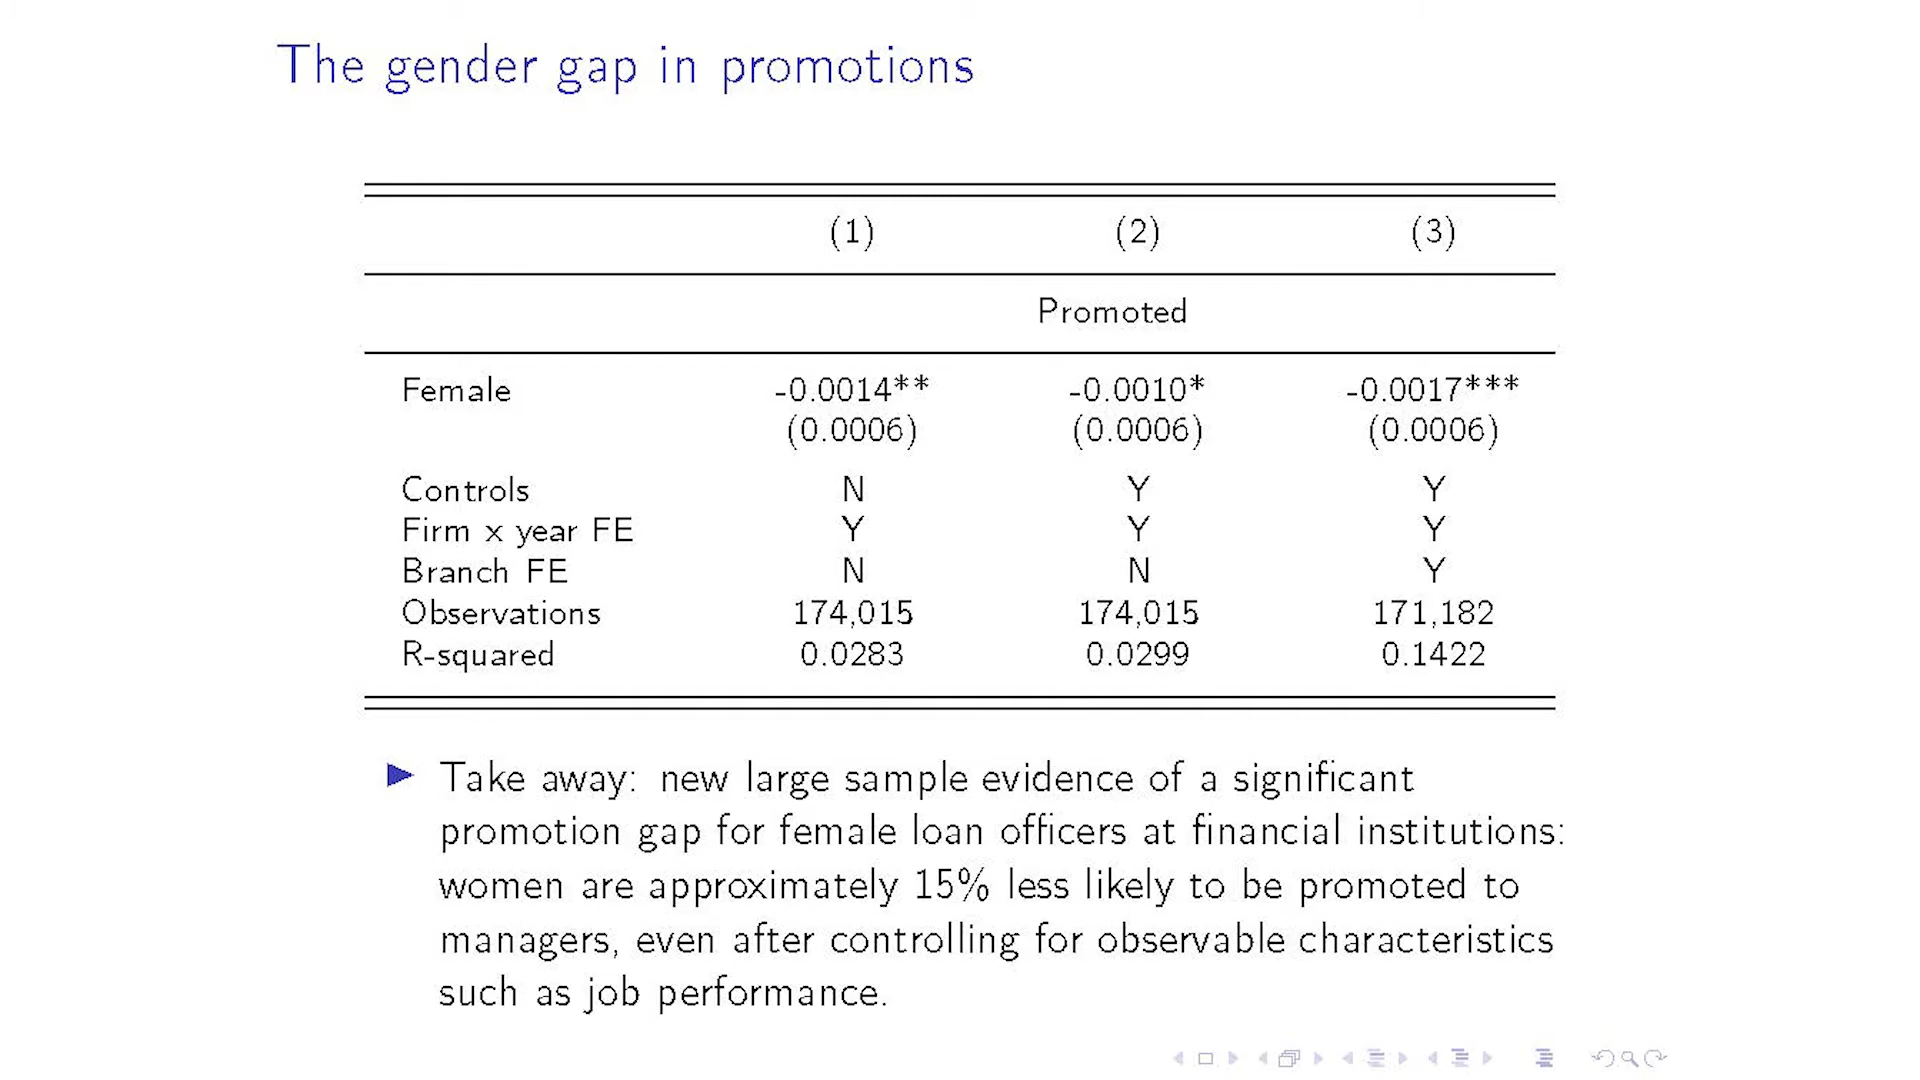 The gender gap in promotions
(1) (2) (3)
Promoted
Female -0.0014** -0.0010* -0.0017***
(0.0006) (0.0006) (0.0006)
Controls N Y Y
Firm x year FE Y Y Y
Branch FE N N Y
Observations 174,015 174,015 171,182
R-squared 0.0283 0.0299 0.1422
Take away: new large sample evidence of a significant
promotion gap for female loan officers at financial institutions:
women are approximately 15% less likely to be promoted to
managers, even after controlling for observable characteristics
such as job performance.